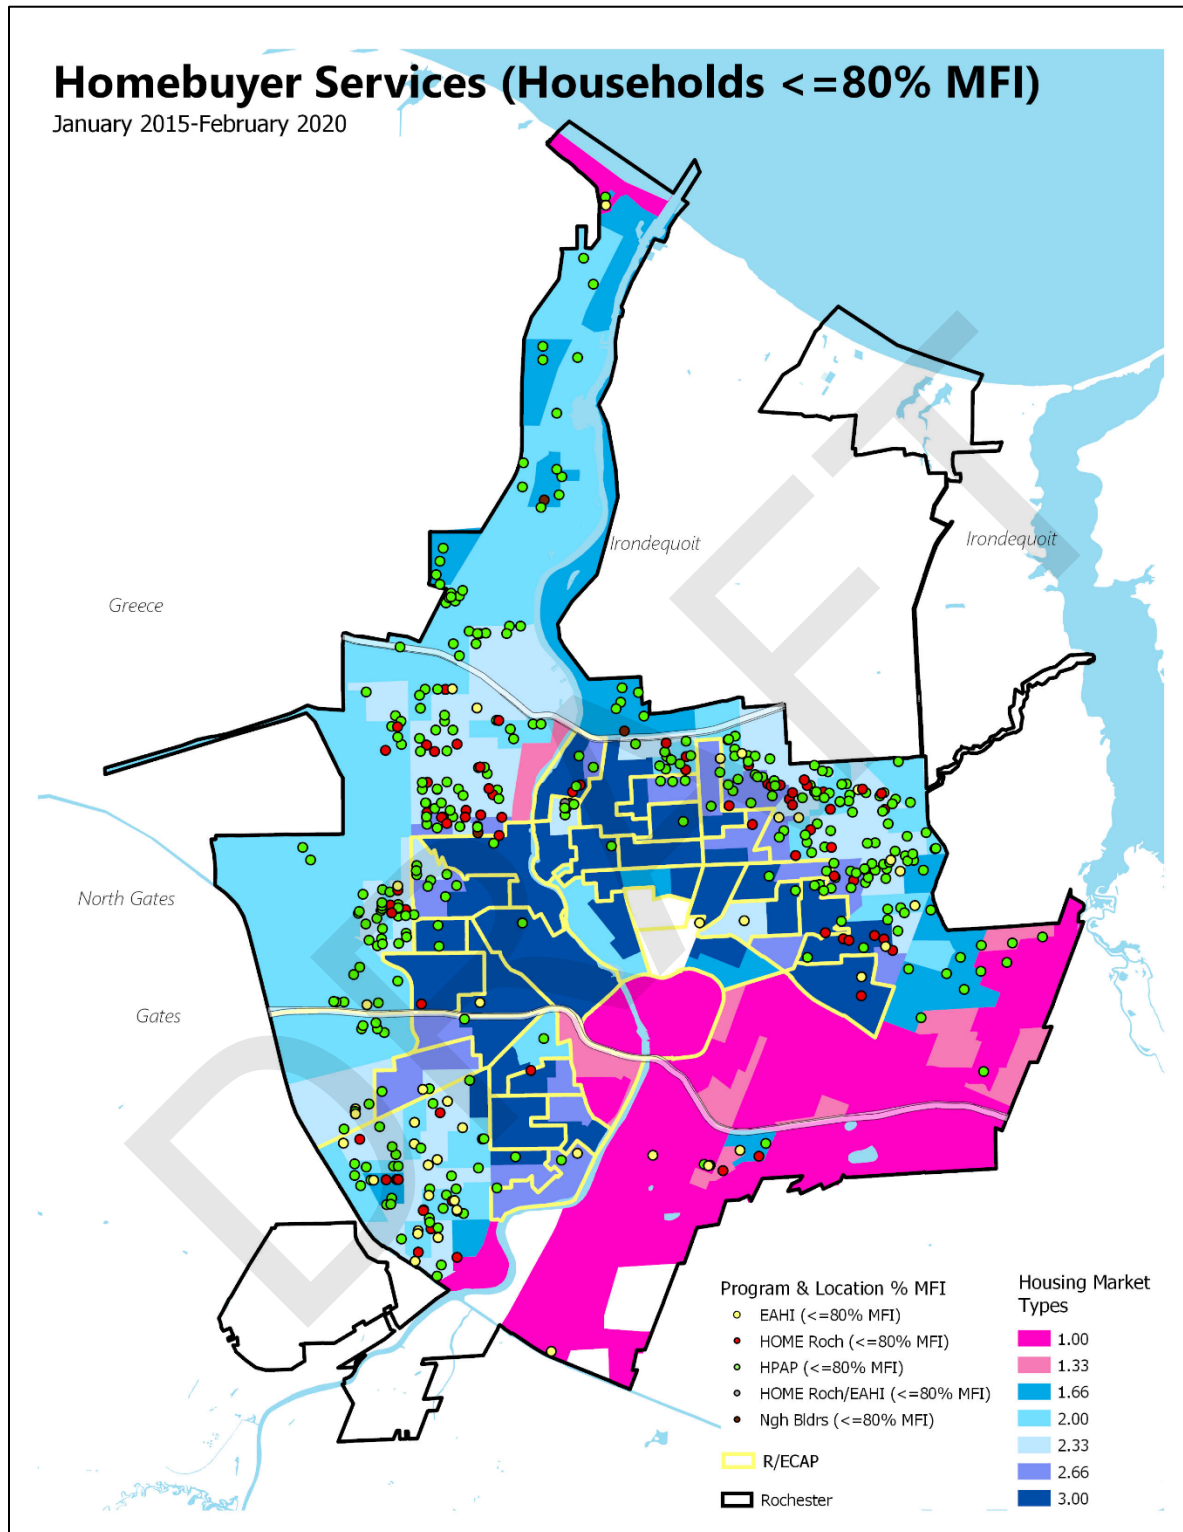 Homebuyer Services (Households <=80% MFI)
January 2015-February 2020
Irondequoit
Irondequoit
Greece
North Gates
Gates
DRAFT
Program & Location % MFI
EAHI (<=80% MFI)
HOME Roch (<=80% MFI)
HPAP (<=80% MFI)
HOME Roch/EAHI (<=80% MFI)
Ngh Bldrs (<=80% MFI)
R/ECAP
Rochester
Housing Market
Types
1.00
1.33
1.66
2.00
2.33
2.66
3.00